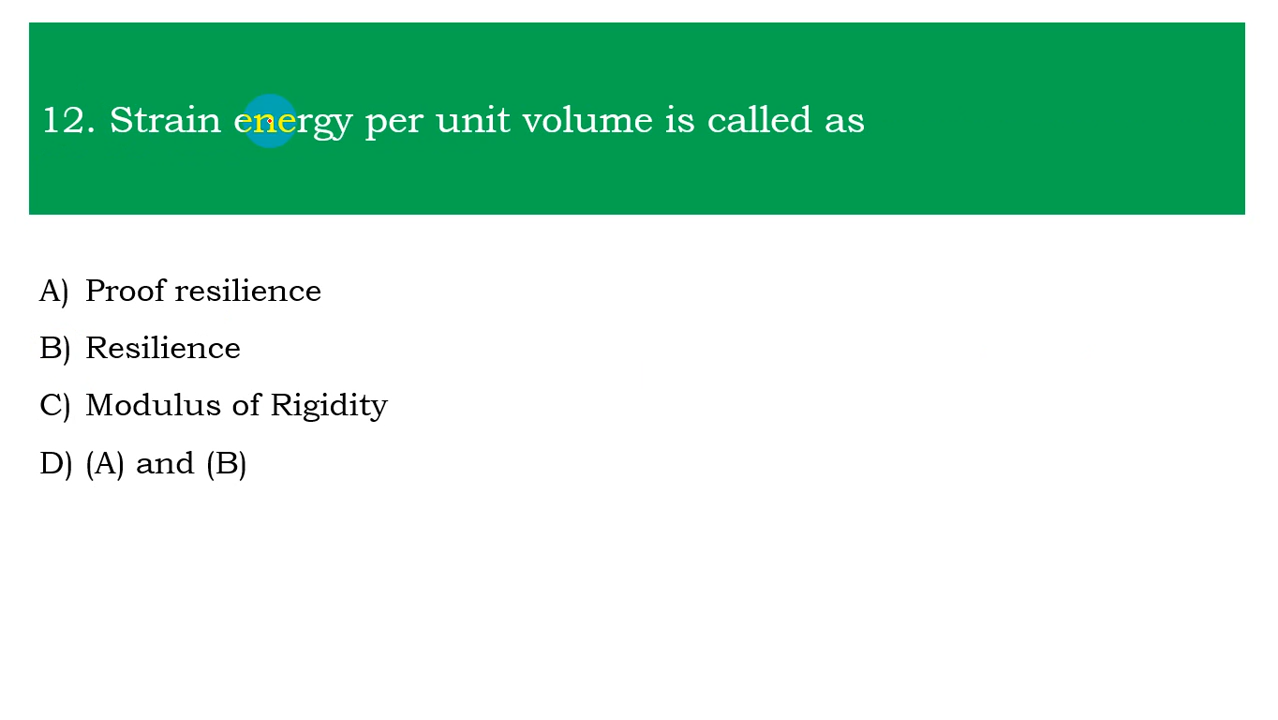 12. Strain energy per unit volume is called as
A) Proof resilience
B) Resilience
C) Modulus of Rigidity
D) (A) and (B)